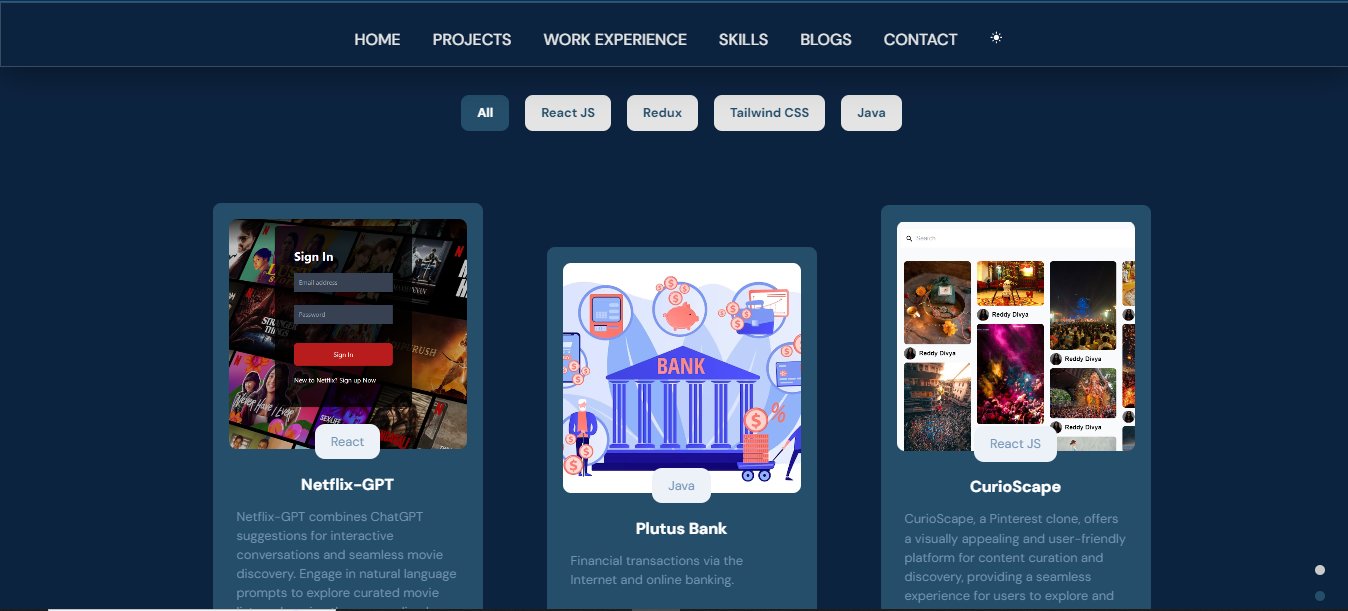 HOME PROJECTS WORK EXPERIENCE SKILLS BLOGS CONTACT
All React JS Redux Tailwind CSS Java
Sign In
Email address
Password
Sign In
New to Netflix? Sign up Now
React
Netflix-GPT
Netflix-GPT combines ChatGPT
suggestions for interactive
conversations and seamless movie
discovery. Engage in natural language
prompts to explore curated movie
BANK
%
Java
Plutus Bank
Financial transactions via the
Internet and online banking.
Search
Reddy Divya
Reddy Divya
Reddy Divya
Reddy Divya
Reddy Divya
React JS
CurioScape
CurioScape, a Pinterest clone, offers
a visually appealing and user-friendly
platform for content curation and
discovery, providing a seamless
experience for users to explore and